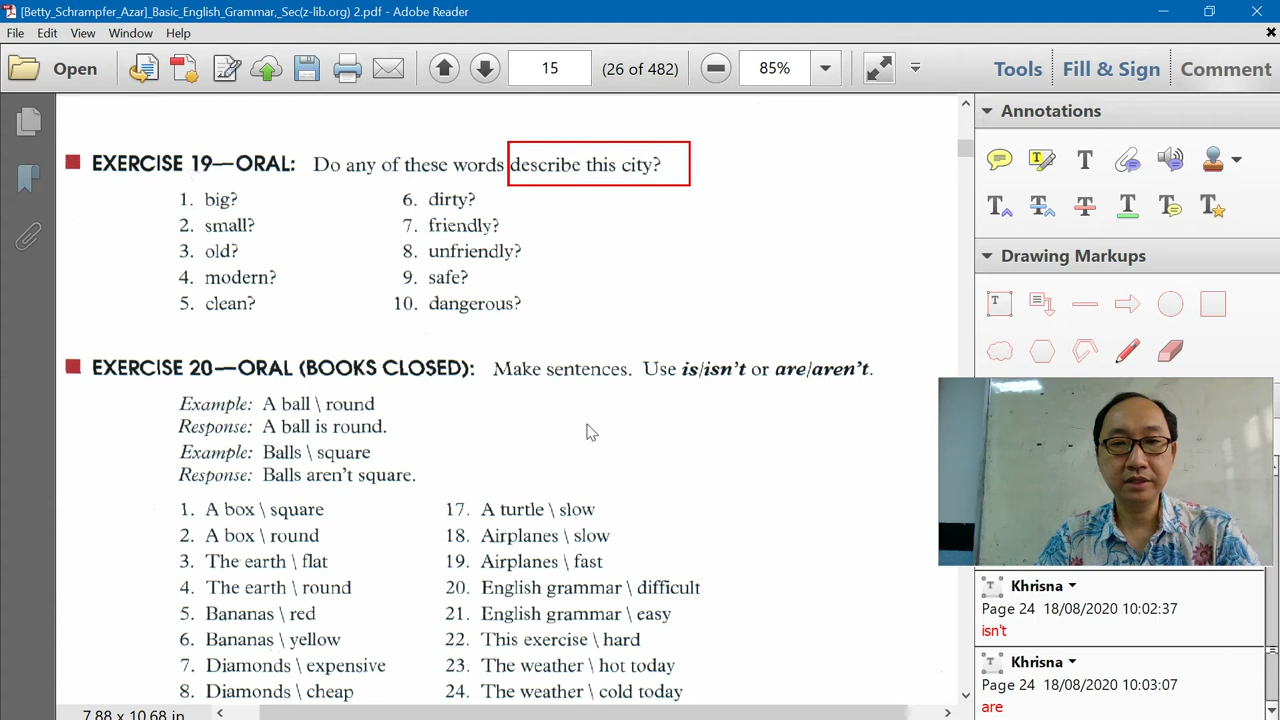 [Betty_Schrampfer_Azar]_Basic_English_Grammar,_Sec(z-lib.org) 2.pdf - Adobe Reader
File Edit View Window Help
Open 15 (26 of 482) 85% Tools Fill & Sign Comment
EXERCISE 19—ORAL: Do any of these words describe this city?
1. big?
2. small?
3. old?
4. modern?
5. clean?
6. dirty?
7. friendly?
8. unfriendly?
9. safe?
10. dangerous?
EXERCISE 20—ORAL (BOOKS CLOSED): Make sentences. Use is/isn't or are/aren't.
Example: A ball \ round
Response: A ball is round.
Example: Balls \ square
Response: Balls aren't square.
1. A box \ square
2. A box \ round
3. The earth \ flat
4. The earth \ round
5. Bananas \ red
6. Bananas \ yellow
7. Diamonds \ expensive
8. Diamonds \ cheap
17. A turtle \ slow
18. Airplanes \ slow
19. Airplanes \ fast
20. English grammar \ difficult
21. English grammar \ easy
22. This exercise \ hard
23. The weather \ hot today
24. The weather \ cold today
7.88 x 10.68 in
Annotations
Drawing Markups
Khrisna
Page 24 18/08/2020 10:02:37
isn't
Khrisna
Page 24 18/08/2020 10:03:07
are